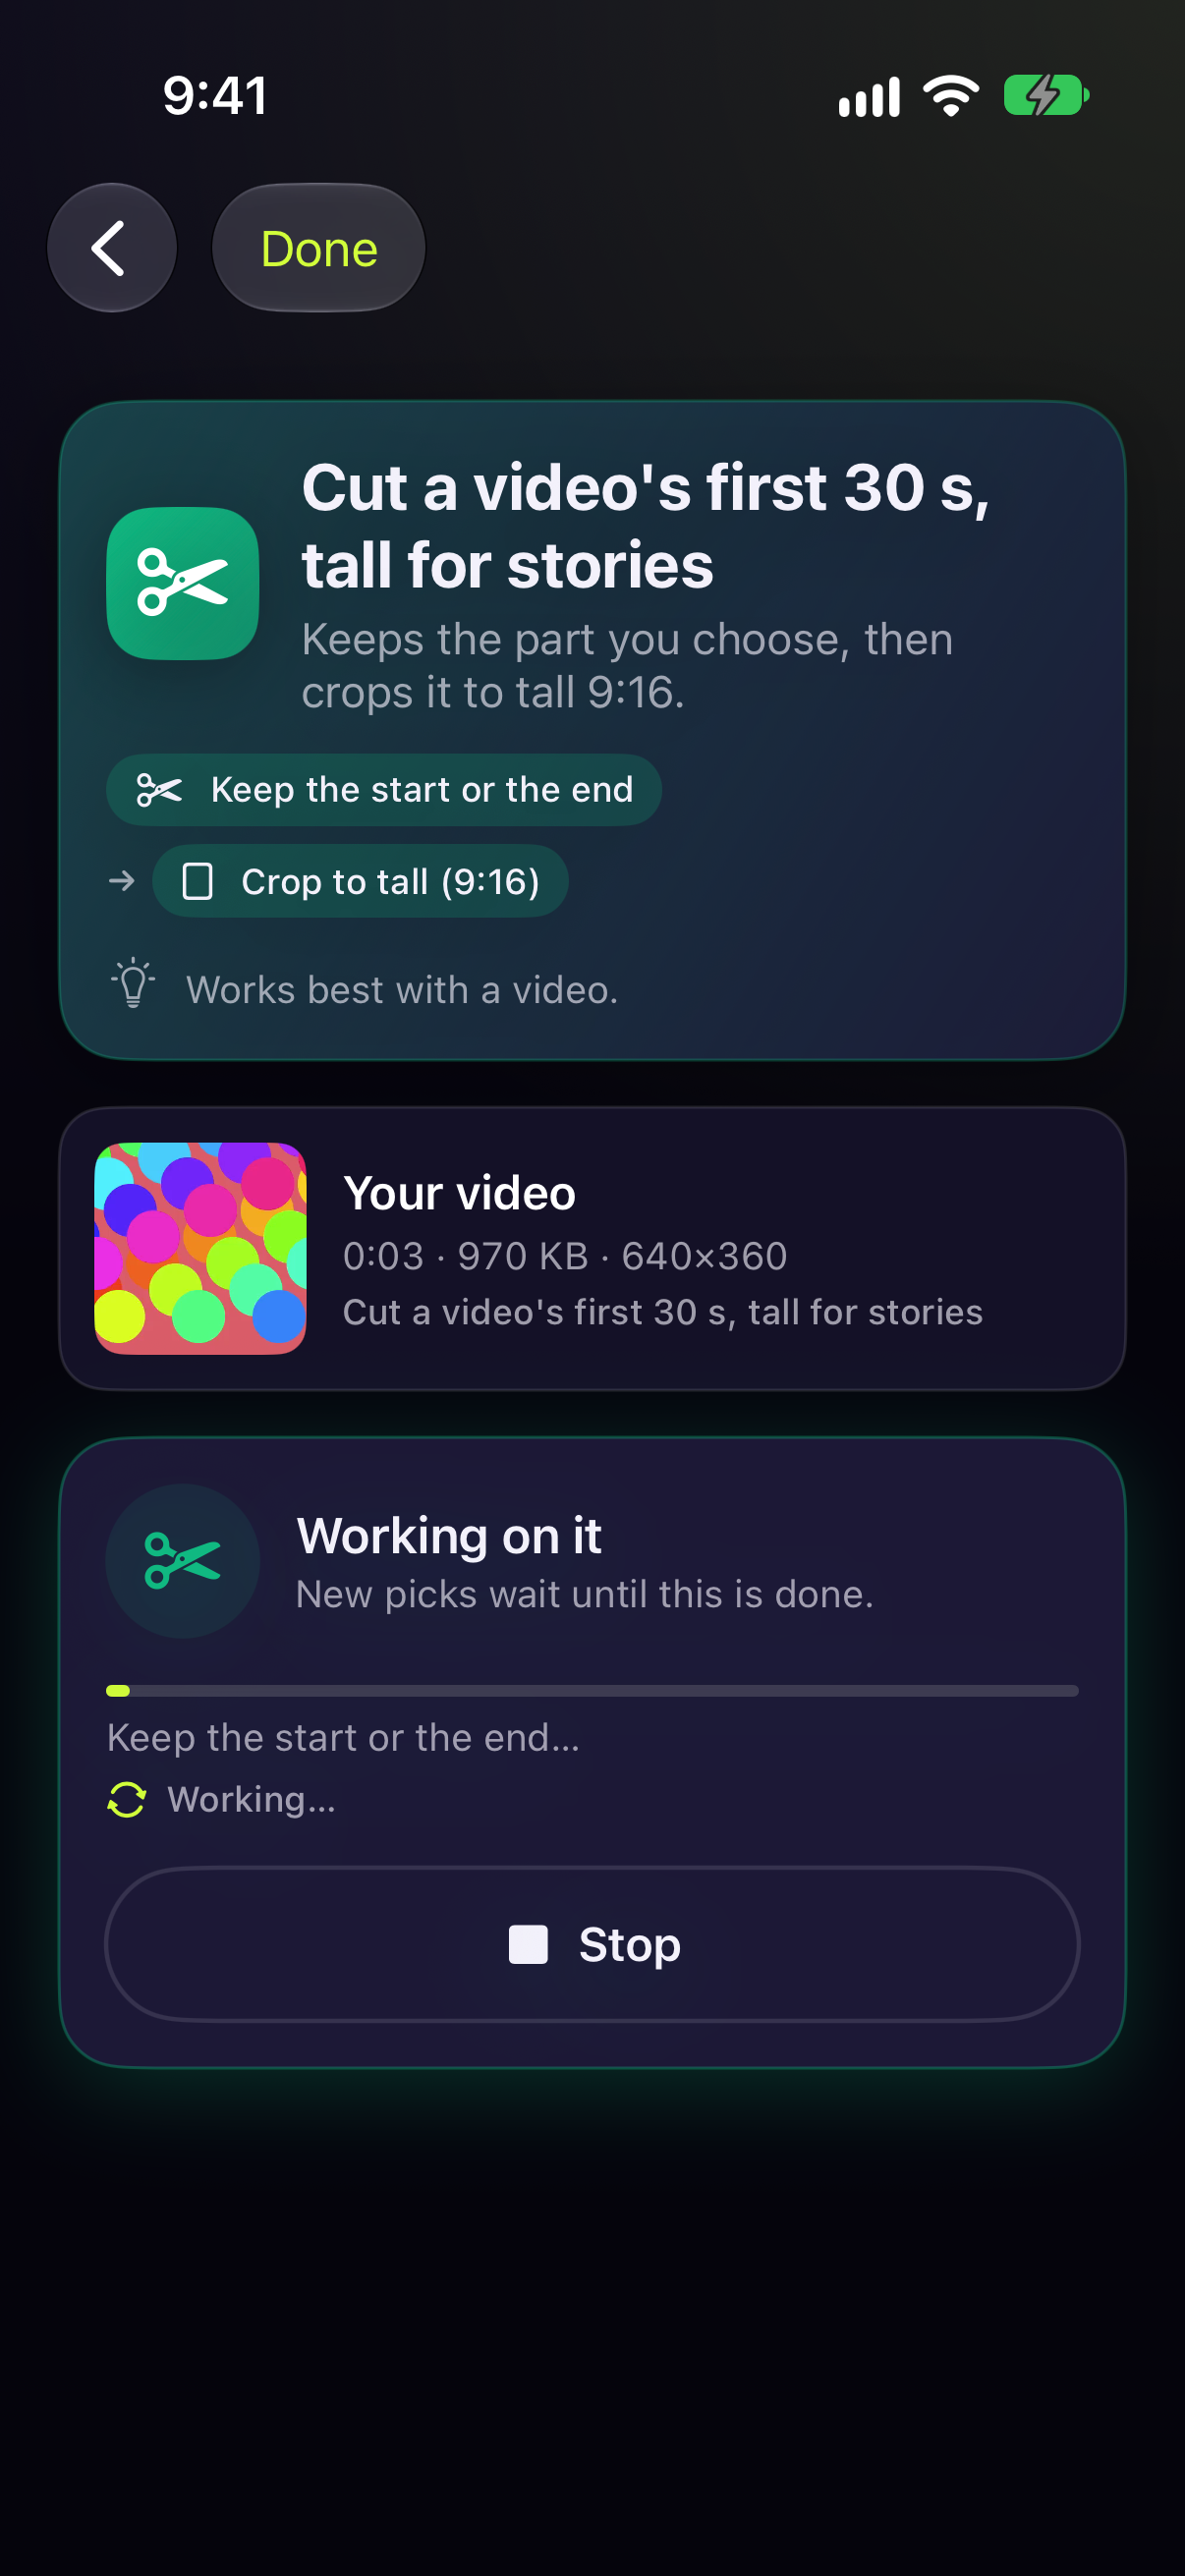 9:41
Done
Cut a video's first 30 s,
tall for stories
Keeps the part you choose, then
crops it to tall 9:16.
Keep the start or the end
→ Crop to tall (9:16)
Works best with a video.
Your video
0:03 · 970 KB · 640×360
Cut a video's first 30 s, tall for stories
Working on it
New picks wait until this is done.
Keep the start or the end...
Working...
Stop